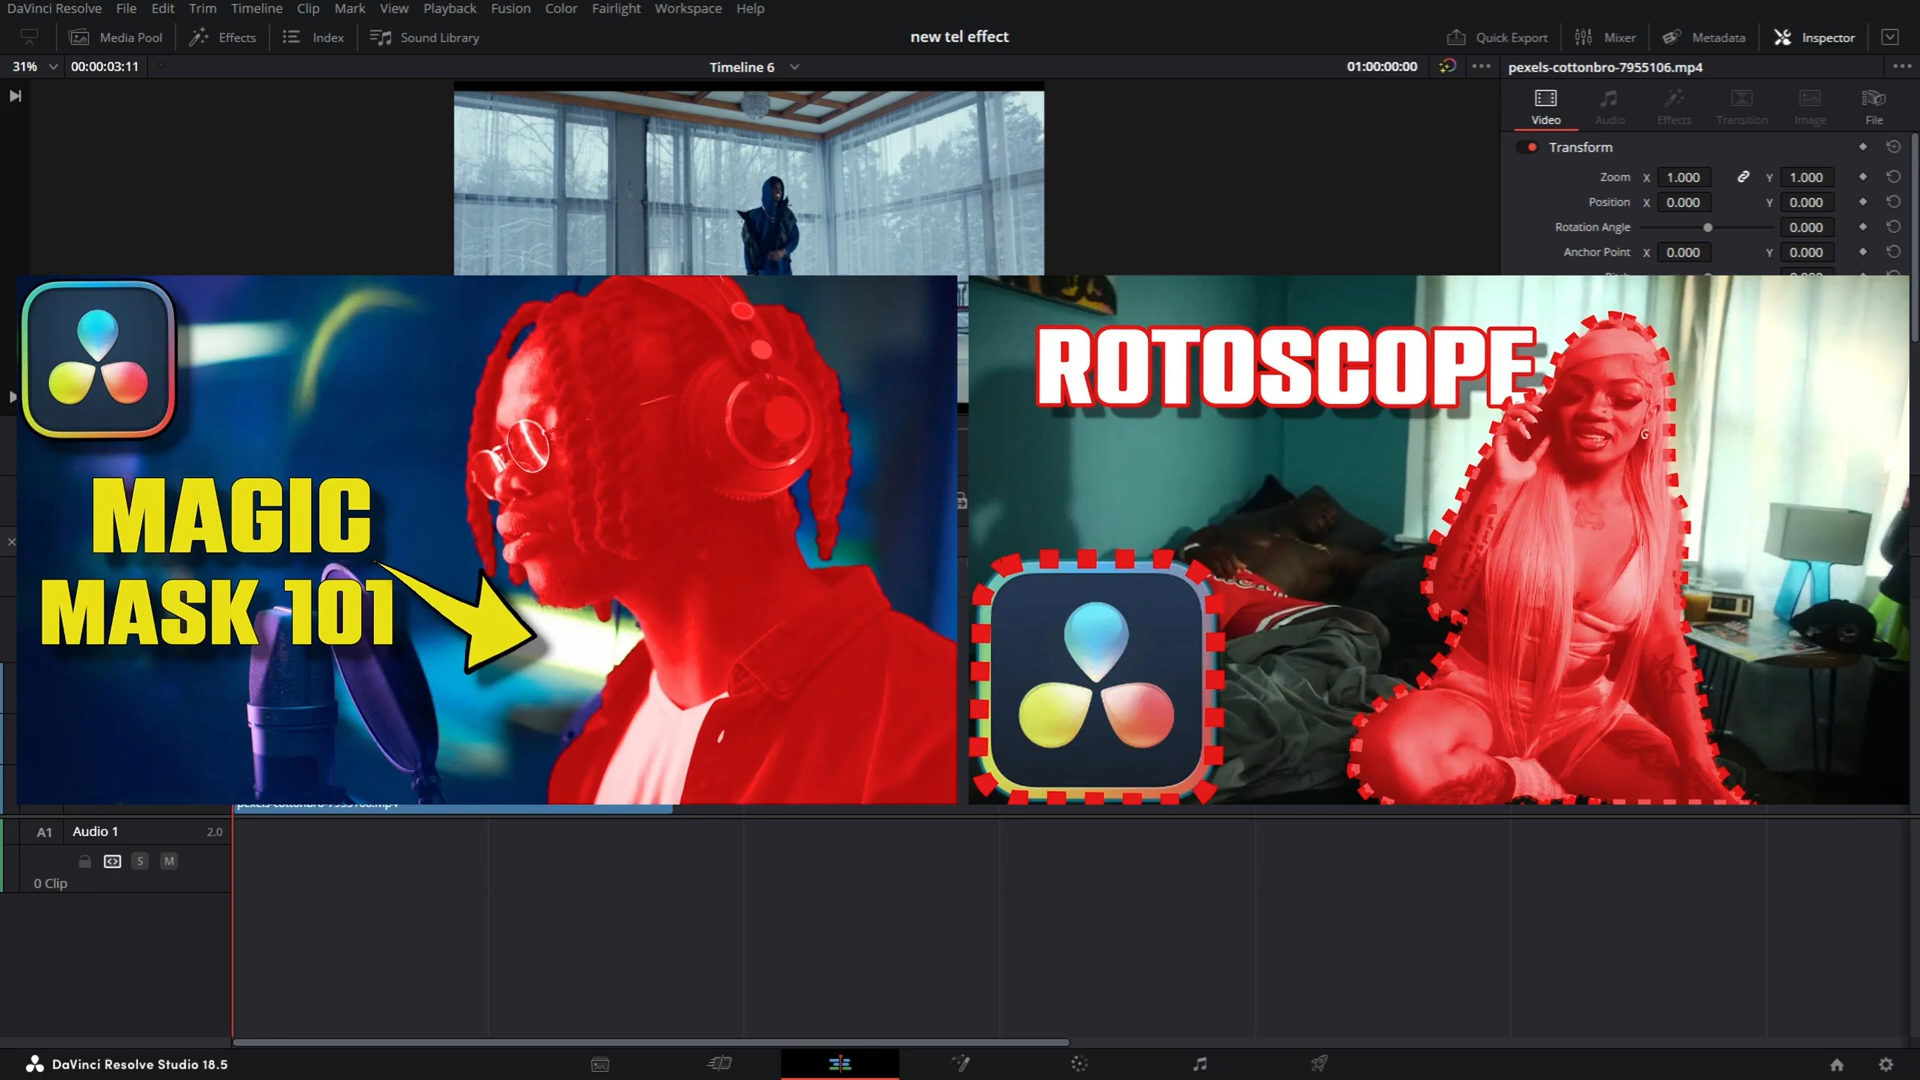 DaVinci Resolve File Edit Trim Timeline Clip Mark View Playback Fusion Color Fairlight Workspace Help
Media Pool Effects Index Sound Library new tel effect Quick Export Mixer Metadata Inspector
31% 00:00:03:11 Timeline 6 01:00:00:00 pexels-cottonbro-7955106.mp4
Video Audio Effects Transition Image File
Transform
Zoom X 1.000 Y 1.000
Position X 0.000 Y 0.000
Rotation Angle 0.000
Anchor Point X 0.000 Y 0.000
MAGIC
MASK 101
ROTOSCOPE
pexels-cottonbro-7955106.mp4
A1 Audio 1 2.0
S M
0 Clip
DaVinci Resolve Studio 18.5